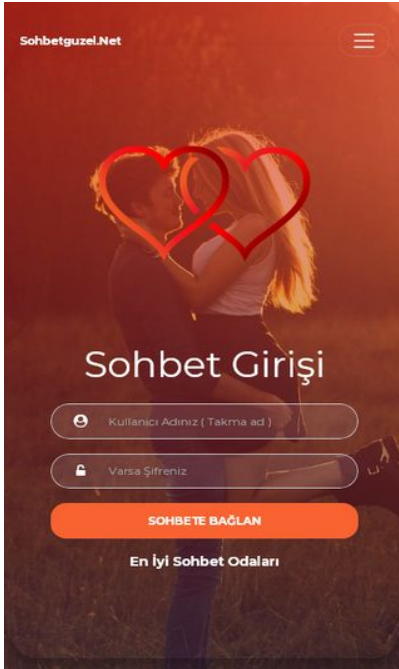 Sohbetguzel.Net
Sohbet Girişi
Kullanıcı Adınız ( Takma ad )
Varsa Şifreniz
SOHBETE BAĞLAN
En İyi Sohbet Odaları